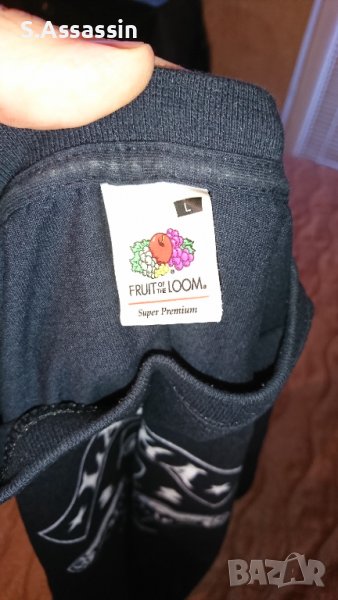 S.Assassin
L
FRUIT OF THE LOOM®
Super Premium
BAZAR